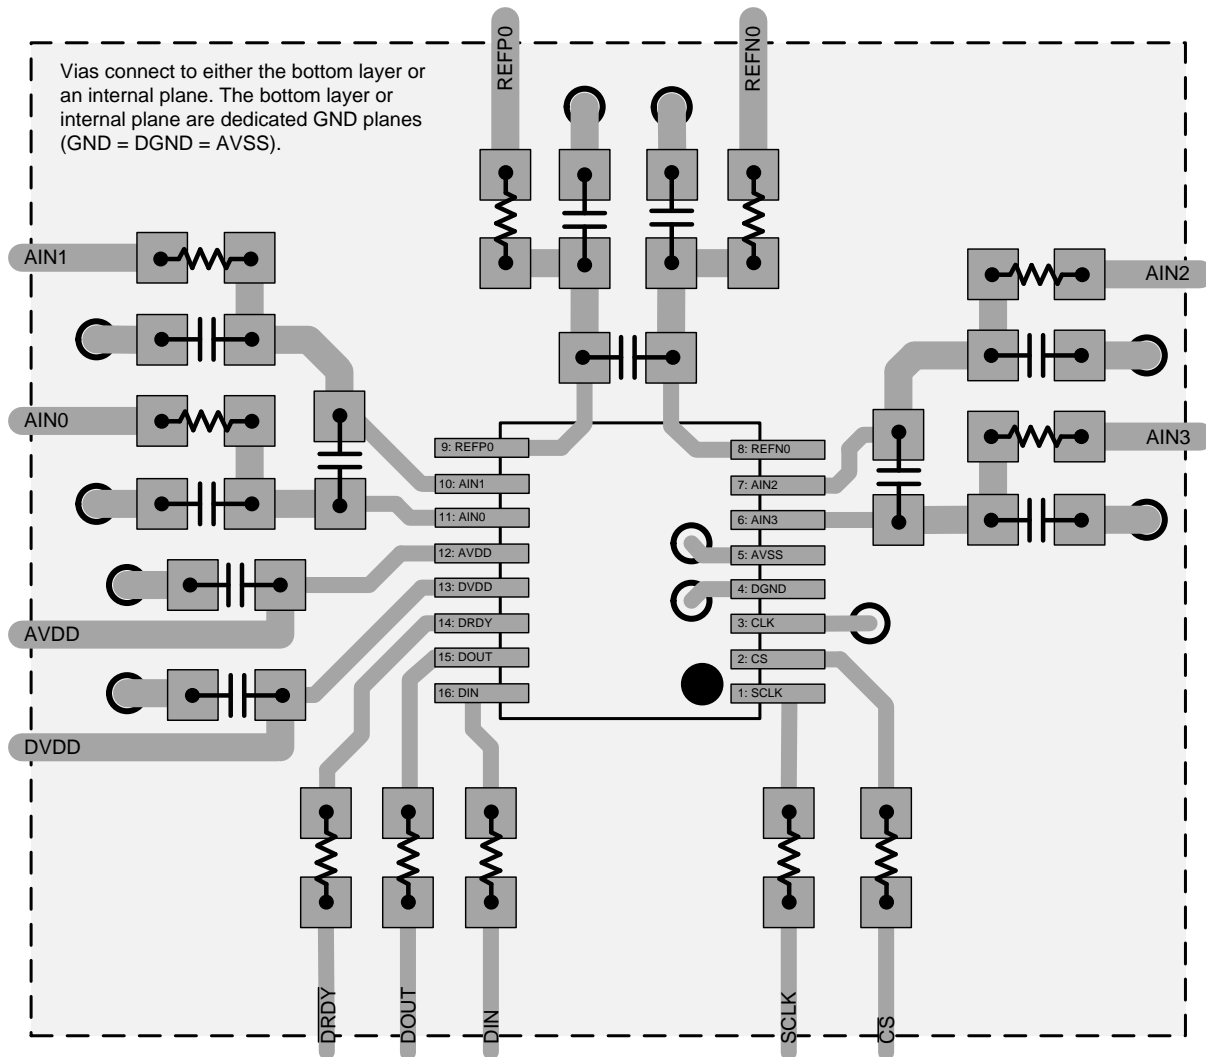 REFP0
REFN0
Vias connect to either the bottom layer or
an internal plane. The bottom layer or
internal plane are dedicated GND planes
(GND = DGND = AVSS).
AIN1
AIN2
AIN0
AIN3
9: REFP0
8: REFN0
10: AIN1
7: AIN2
11: AIN0
6: AIN3
12: AVDD
5: AVSS
13: DVDD
4: DGND
14: DRDY
3: CLK
15: DOUT
2: CS
16: DIN
1: SCLK
AVDD
DVDD
D̅R̅D̅Y̅
DOUT
DIN
SCLK
C̅S̅